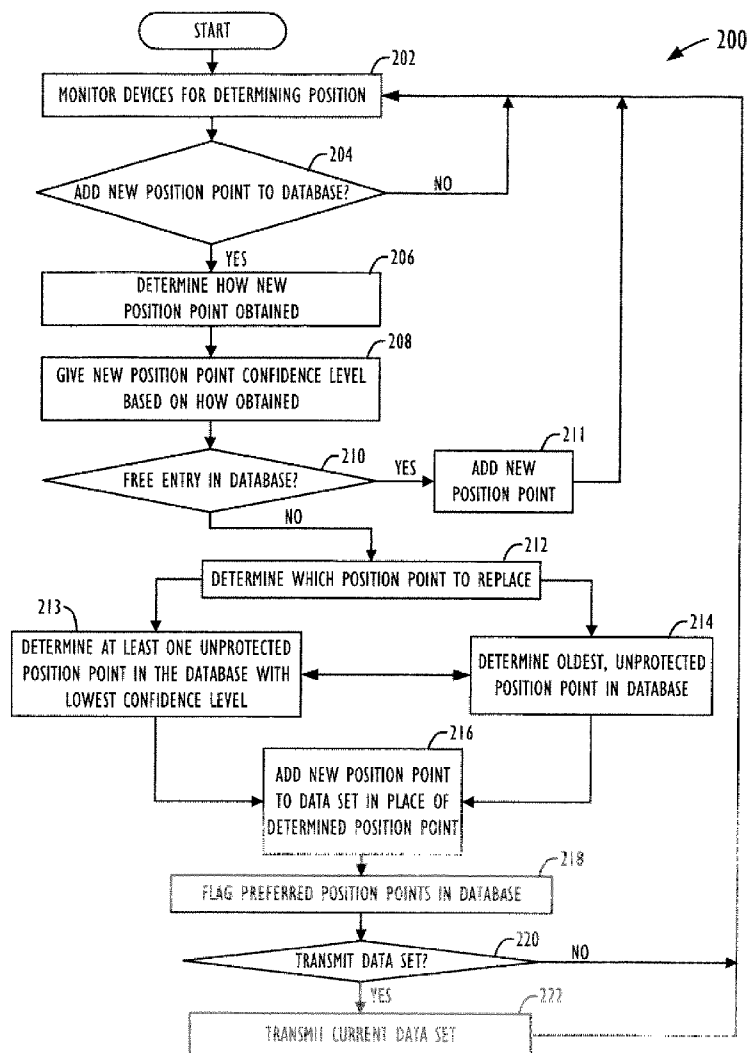 START
200
202
MONITOR DEVICES FOR DETERMINING POSITION
204
ADD NEW POSITION POINT TO DATABASE?
NO
YES
206
DETERMINE HOW NEW
POSITION POINT OBTAINED
208
GIVE NEW POSITION POINT CONFIDENCE LEVEL
BASED ON HOW OBTAINED
210
FREE ENTRY IN DATABASE?
YES
211
ADD NEW
POSITION POINT
NO
212
DETERMINE WHICH POSITION POINT TO REPLACE
213
DETERMINE AT LEAST ONE UNPROTECTED
POSITION POINT IN THE DATABASE WITH
LOWEST CONFIDENCE LEVEL
214
DETERMINE OLDEST, UNPROTECTED
POSITION POINT IN DATABASE
216
ADD NEW POSITION POINT
TO DATA SET IN PLACE OF
DETERMINED POSITION POINT
218
FLAG PREFERRED POSITION POINTS IN DATABASE
220
TRANSMIT DATA SET?
NO
YES
222
TRANSMIT CURRENT DATA SET